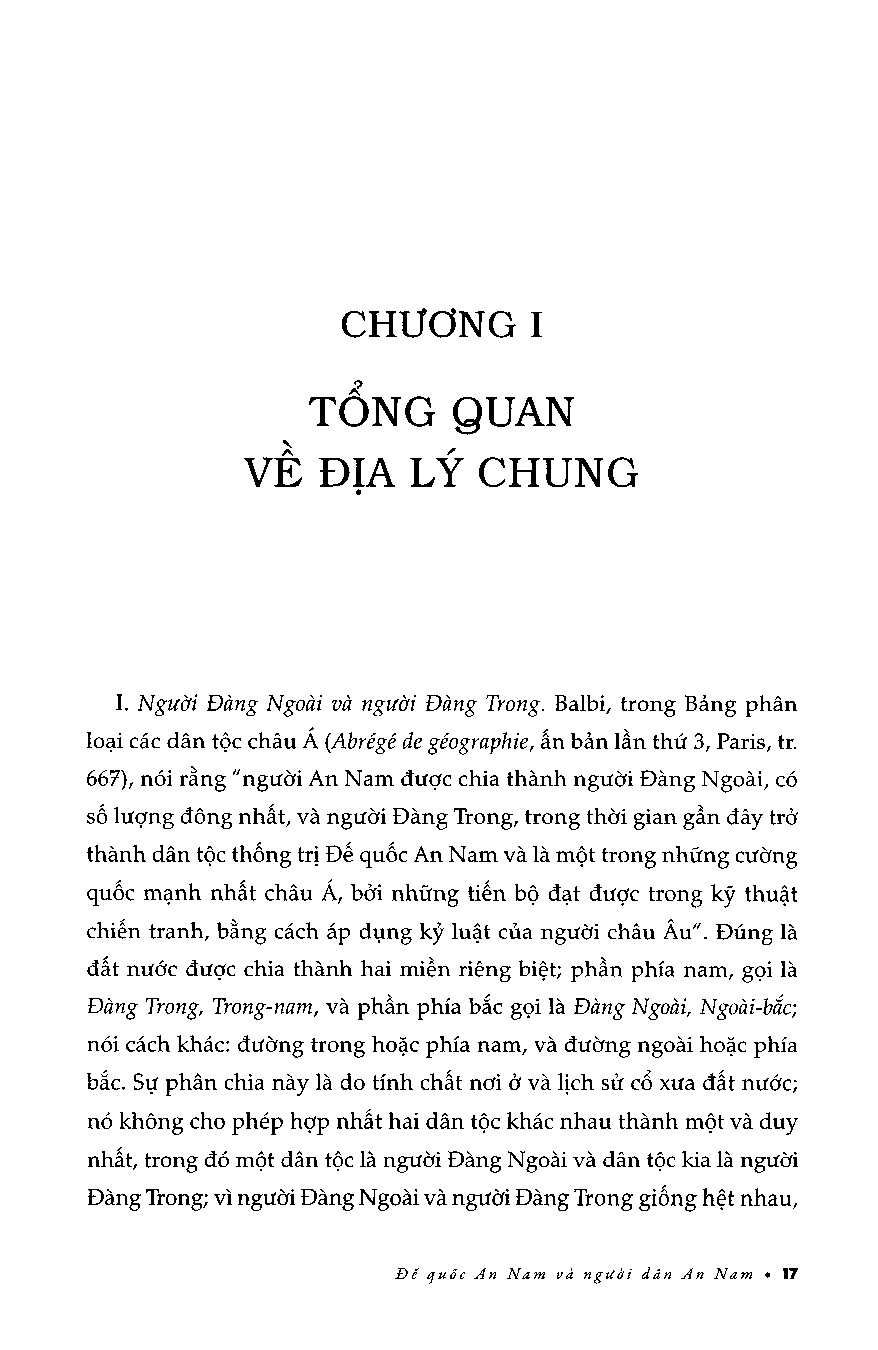 CHƯƠNG I
TỔNG QUAN
VỀ ĐỊA LÝ CHUNG
I. Người Đàng Ngoài và người Đàng Trong. Balbi, trong Bảng phân
loại các dân tộc châu Á (Abrégé de géographie, ấn bản lần thứ 3, Paris, tr.
667), nói rằng "người An Nam được chia thành người Đàng Ngoài, có
số lượng đông nhất, và người Đàng Trong, trong thời gian gần đây trở
thành dân tộc thống trị Đế quốc An Nam và là một trong những cường
quốc mạnh nhất châu Á, bởi những tiến bộ đạt được trong kỹ thuật
chiến tranh, bằng cách áp dụng kỷ luật của người châu Âu". Đúng là
đất nước được chia thành hai miền riêng biệt; phần phía nam, gọi là
Đàng Trong, Trong-nam, và phần phía bắc gọi là Đàng Ngoài, Ngoài-bắc;
nói cách khác: đường trong hoặc phía nam, và đường ngoài hoặc phía
bắc. Sự phân chia này là do tính chất nơi ở và lịch sử cổ xưa đất nước;
nó không cho phép hợp nhất hai dân tộc khác nhau thành một và duy
nhất, trong đó một dân tộc là người Đàng Ngoài và dân tộc kia là người
Đàng Trong; vì người Đàng Ngoài và người Đàng Trong giống hệt nhau,
Đế quốc An Nam và người dân An Nam • 17